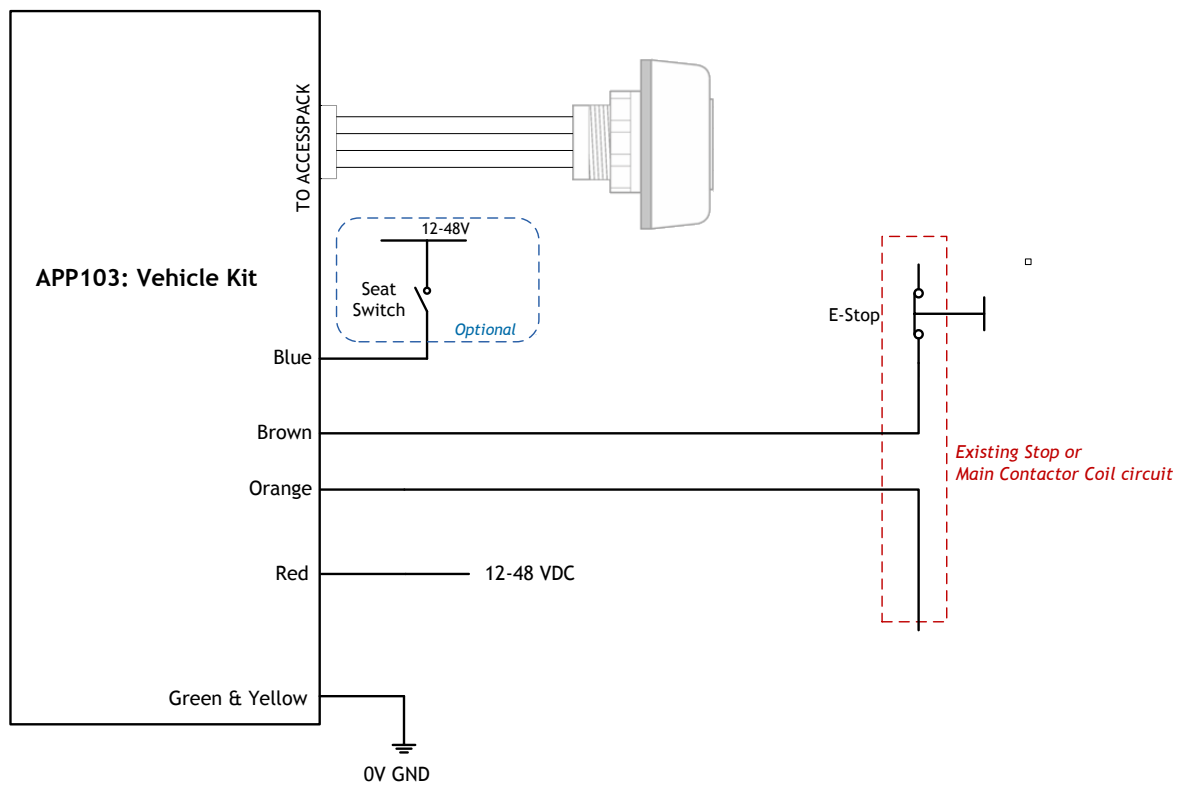 TO ACCESSPACK
12-48V
APP103: Vehicle Kit
Seat
Switch
Optional
E-Stop
Blue
Brown
Existing Stop or
Main Contactor Coil circuit
Orange
Red
12-48 VDC
Green & Yellow
0V GND